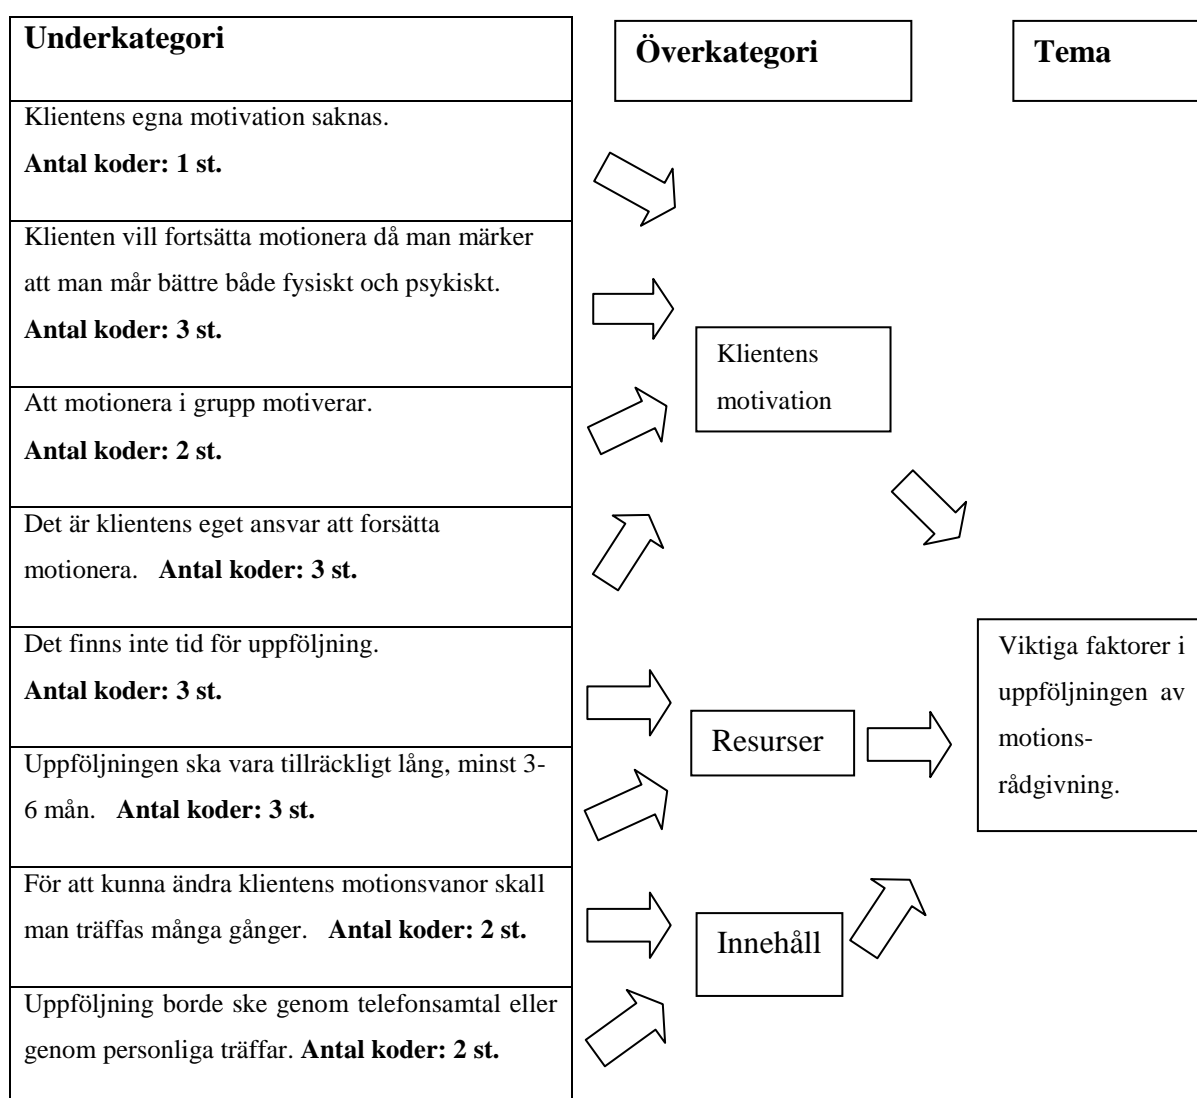 Underkategori
Överkategori
Tema
Klientens egna motivation saknas.
Antal koder: 1 st.
Klienten vill fortsätta motionera då man märker
att man mår bättre både fysiskt och psykiskt.
Antal koder: 3 st.
Att motionera i grupp motiverar.
Antal koder: 2 st.
Det är klientens eget ansvar att forsätta
motionera. Antal koder: 3 st.
Det finns inte tid för uppföljning.
Antal koder: 3 st.
Uppföljningen ska vara tillräckligt lång, minst 3-
6 mån. Antal koder: 3 st.
För att kunna ändra klientens motionsvanor skall
man träffas många gånger. Antal koder: 2 st.
Uppföljning borde ske genom telefonsamtal eller
genom personliga träffar. Antal koder: 2 st.
Klientens
motivation
Resurser
Innehåll
Viktiga faktorer i
uppföljningen av
motions-
rådgivning.